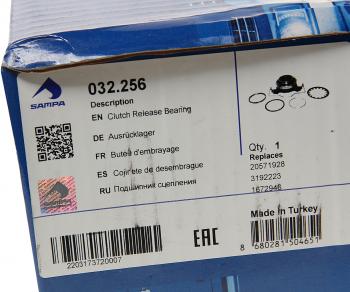 SAMPA
032.256
Description
EN Clutch Release Bearing
DE Ausrücklager
FR Buteé d'embrayage
ES Cojinete de desembrague
RU Подшипник сцепления
Qty. 1
Replaces
20571928
3192223
1672946
Made In Turkey
2203173720007
EAC
8 680281 504651